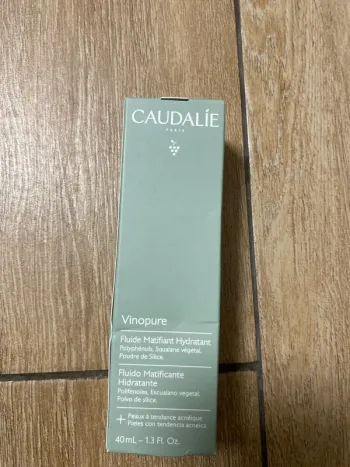 CAUDALÍE
PARIS
Vinopure
Fluide Matifiant Hydratant
Polyphénols, Squalane végétal,
Poudre de Silice.
Fluido Matificante
Hidratante
Polifenoles, Escualano vegetal,
Polvo de sílice.
+ Peaux à tendance acnéique
Pieles con tendencia acneica
40mL - 1.3 Fl. Oz.